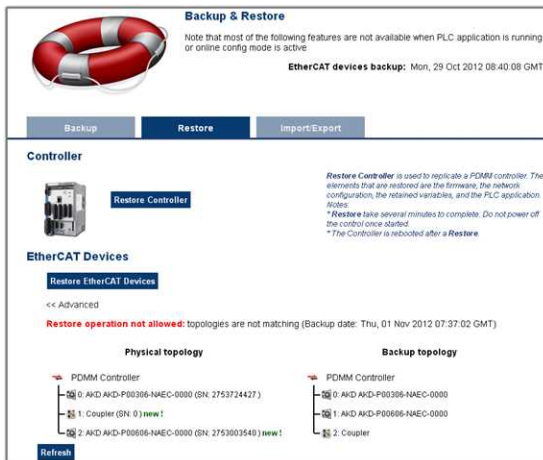 Backup & Restore
Note that most of the following features are not available when PLC application is running
or online config mode is active
EtherCAT devices backup: Mon, 29 Oct 2012 08:40:08 GMT
Backup
Restore
Import/Export
Controller
Restore Controller
Restore Controller is used to replicate a PDMM controller. The
elements that are restored are the firmware, the network
configuration, the retained variables, and the PLC application.
Notes:
* Restore take several minutes to complete. Do not power off
the control once started.
* The Controller is rebooted after a Restore.
EtherCAT Devices
Restore EtherCAT Devices
<< Advanced
Restore operation not allowed: topologies are not matching (Backup date: Thu, 01 Nov 2012 07:37:02 GMT)
Physical topology
PDMM Controller
0: AKD AKD-P00306-NAEC-0000 (SN: 2753724427)
1: Coupler (SN: 0) new!
2: AKD AKD-P00606-NAEC-0000 (SN: 2753003540) new!
Backup topology
PDMM Controller
0: AKD AKD-P00306-NAEC-0000
1: AKD AKD-P00606-NAEC-0000
2: Coupler
Refresh